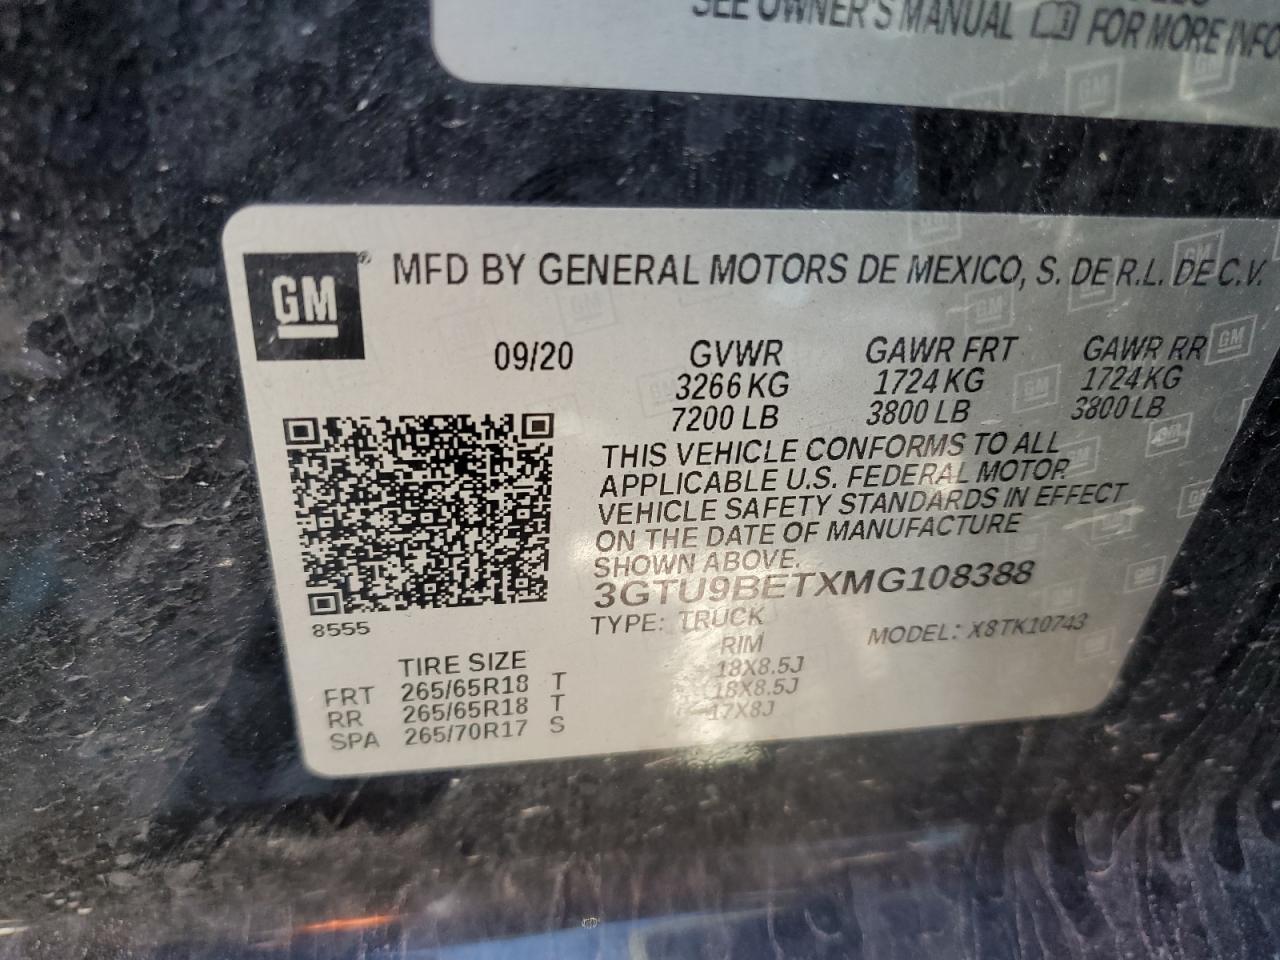 SEE OWNER'S MANUAL FOR MORE INFO
GM ® MFD BY GENERAL MOTORS DE MEXICO, S. DE R.L. DE C.V.
09/20 GVWR GAWR FRT GAWR RR
3266 KG 1724 KG 1724 KG
7200 LB 3800 LB 3800 LB
THIS VEHICLE CONFORMS TO ALL
APPLICABLE U.S. FEDERAL MOTOR
VEHICLE SAFETY STANDARDS IN EFFECT
ON THE DATE OF MANUFACTURE
SHOWN ABOVE.
3GTU9BETXMG108388
8555
TYPE: TRUCK MODEL: X8TK10743
TIRE SIZE RIM
FRT 265/65R18 T 18X8.5J
RR 265/65R18 T 18X8.5J
SPA 265/70R17 S 17X8J